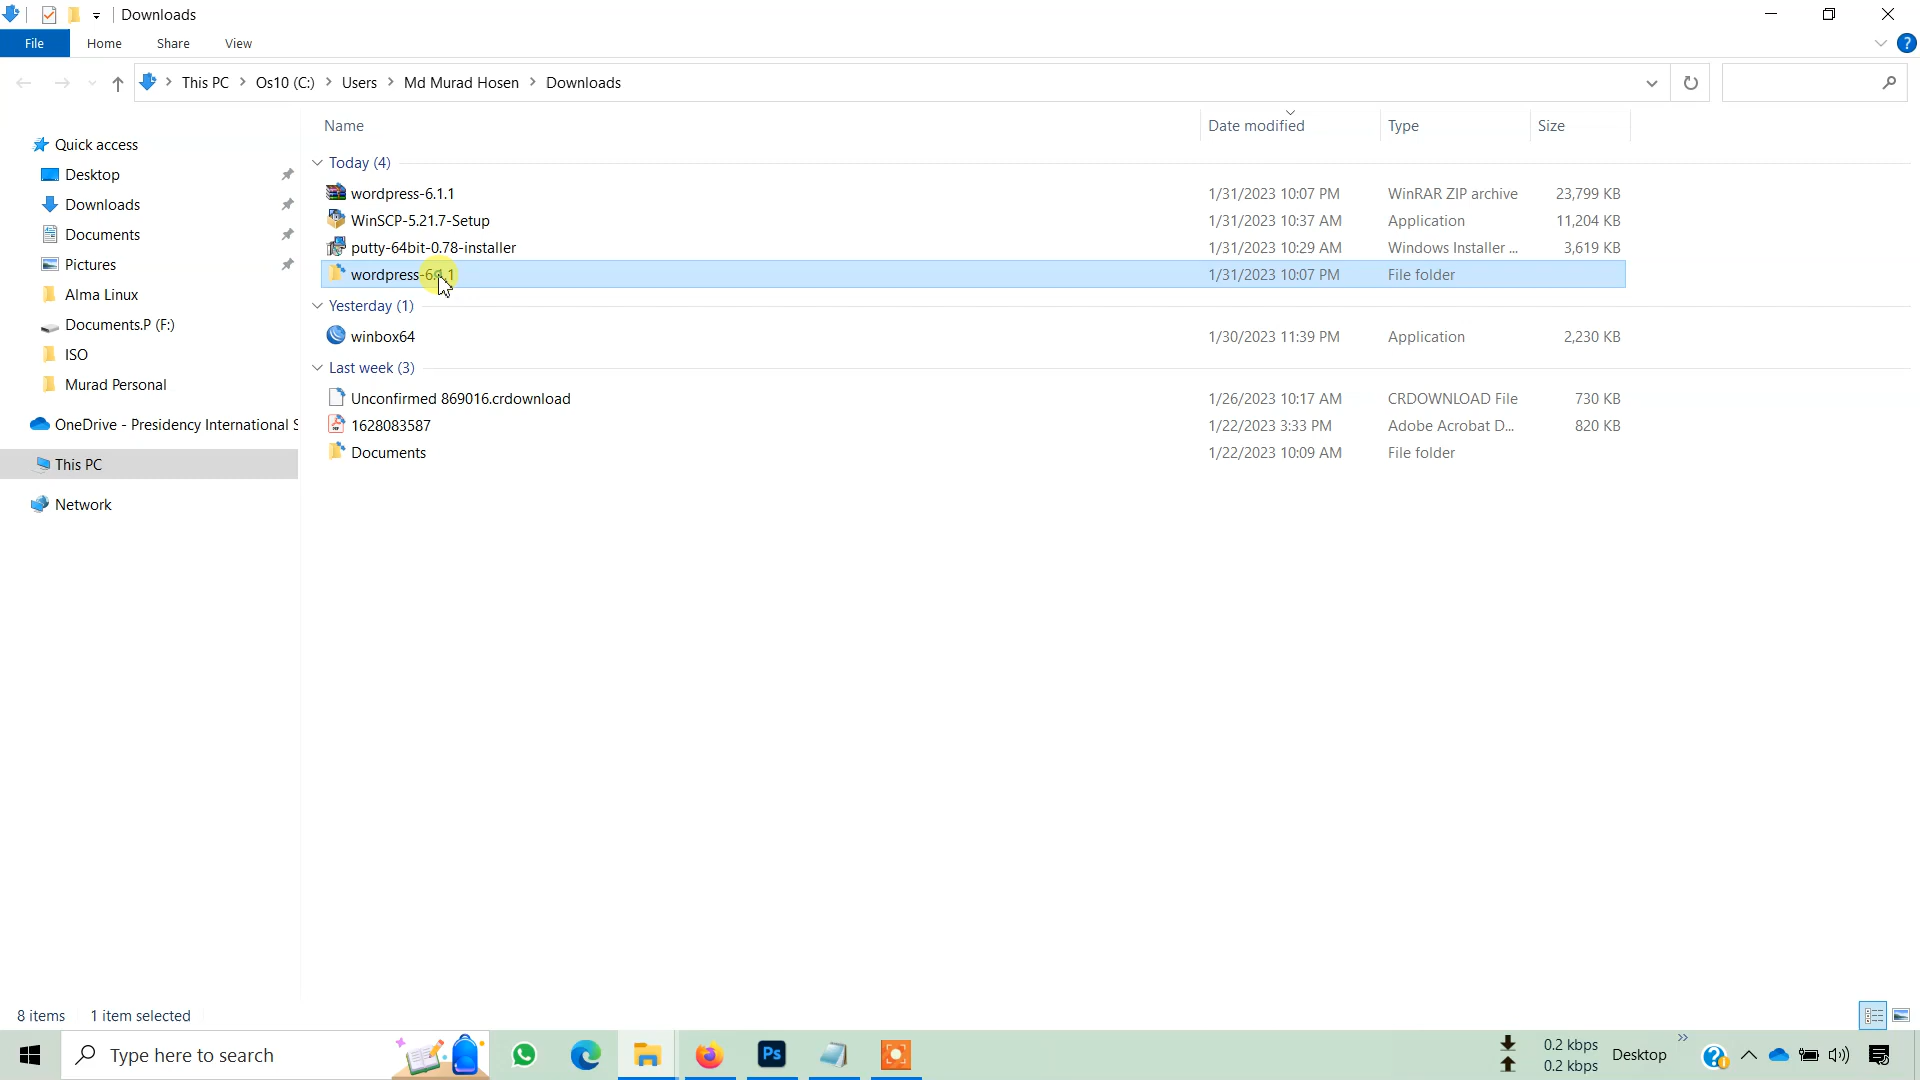 Downloads
File Home Share View
This PC Os10 (C:) Users Md Murad Hosen Downloads
Name Date modified Type Size
Quick access
Desktop
Downloads
Documents
Pictures
Alma Linux
Documents.P (F:)
ISO
Murad Personal
OneDrive - Presidency International S
This PC
Network
Today (4)
wordpress-6.1.1 1/31/2023 10:07 PM WinRAR ZIP archive 23,799 KB
WinSCP-5.21.7-Setup 1/31/2023 10:37 AM Application 11,204 KB
putty-64bit-0.78-installer 1/31/2023 10:29 AM Windows Installer ... 3,619 KB
wordpress-6.1.1 1/31/2023 10:07 PM File folder
Yesterday (1)
winbox64 1/30/2023 11:39 PM Application 2,230 KB
Last week (3)
Unconfirmed 869016.crdownload 1/26/2023 10:17 AM CRDOWNLOAD File 730 KB
1628083587 1/22/2023 3:33 PM Adobe Acrobat D... 820 KB
Documents 1/22/2023 10:09 AM File folder
8 items 1 item selected
Type here to search
Ps
0.2 kbps
0.2 kbps
Desktop